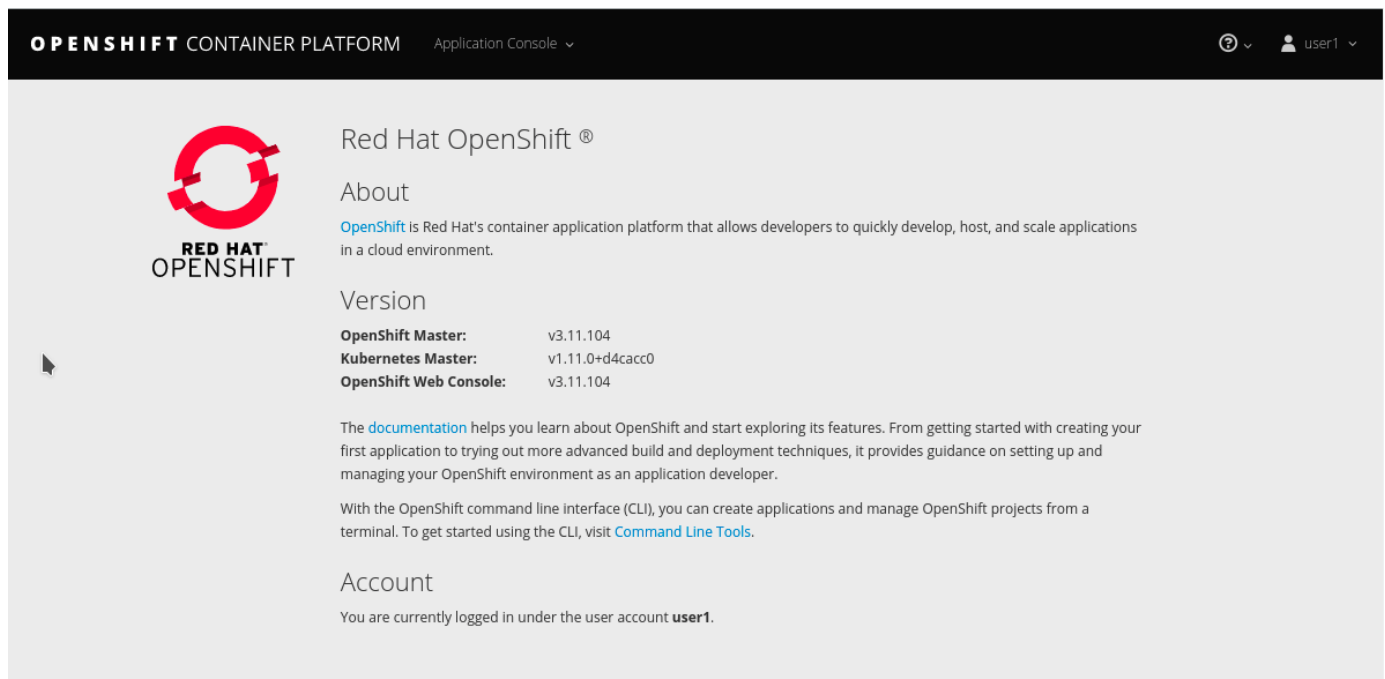 OPENSHIFT CONTAINER PLATFORM Application Console user1
RED HAT
OPENSHIFT
Red Hat OpenShift ®
About
OpenShift is Red Hat's container application platform that allows developers to quickly develop, host, and scale applications
in a cloud environment.
Version
OpenShift Master: v3.11.104
Kubernetes Master: v1.11.0+d4cacc0
OpenShift Web Console: v3.11.104
The documentation helps you learn about OpenShift and start exploring its features. From getting started with creating your
first application to trying out more advanced build and deployment techniques, it provides guidance on setting up and
managing your OpenShift environment as an application developer.
With the OpenShift command line interface (CLI), you can create applications and manage OpenShift projects from a
terminal. To get started using the CLI, visit Command Line Tools.
Account
You are currently logged in under the user account user1.